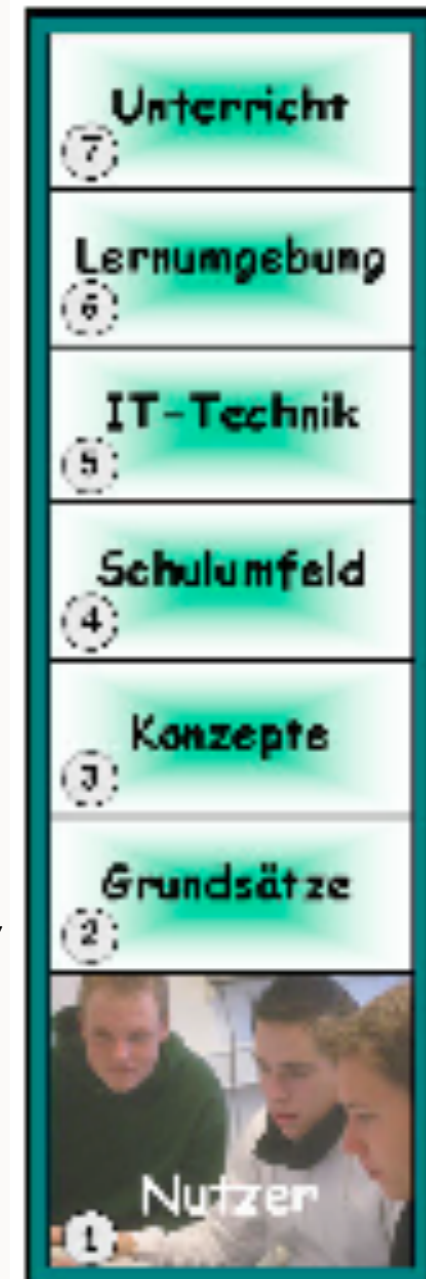 Unterricht
7
Lernumgebung
6
IT-Technik
5
Schulumfeld
4
Konzepte
3
Grundsätze
2
Nutzer
1